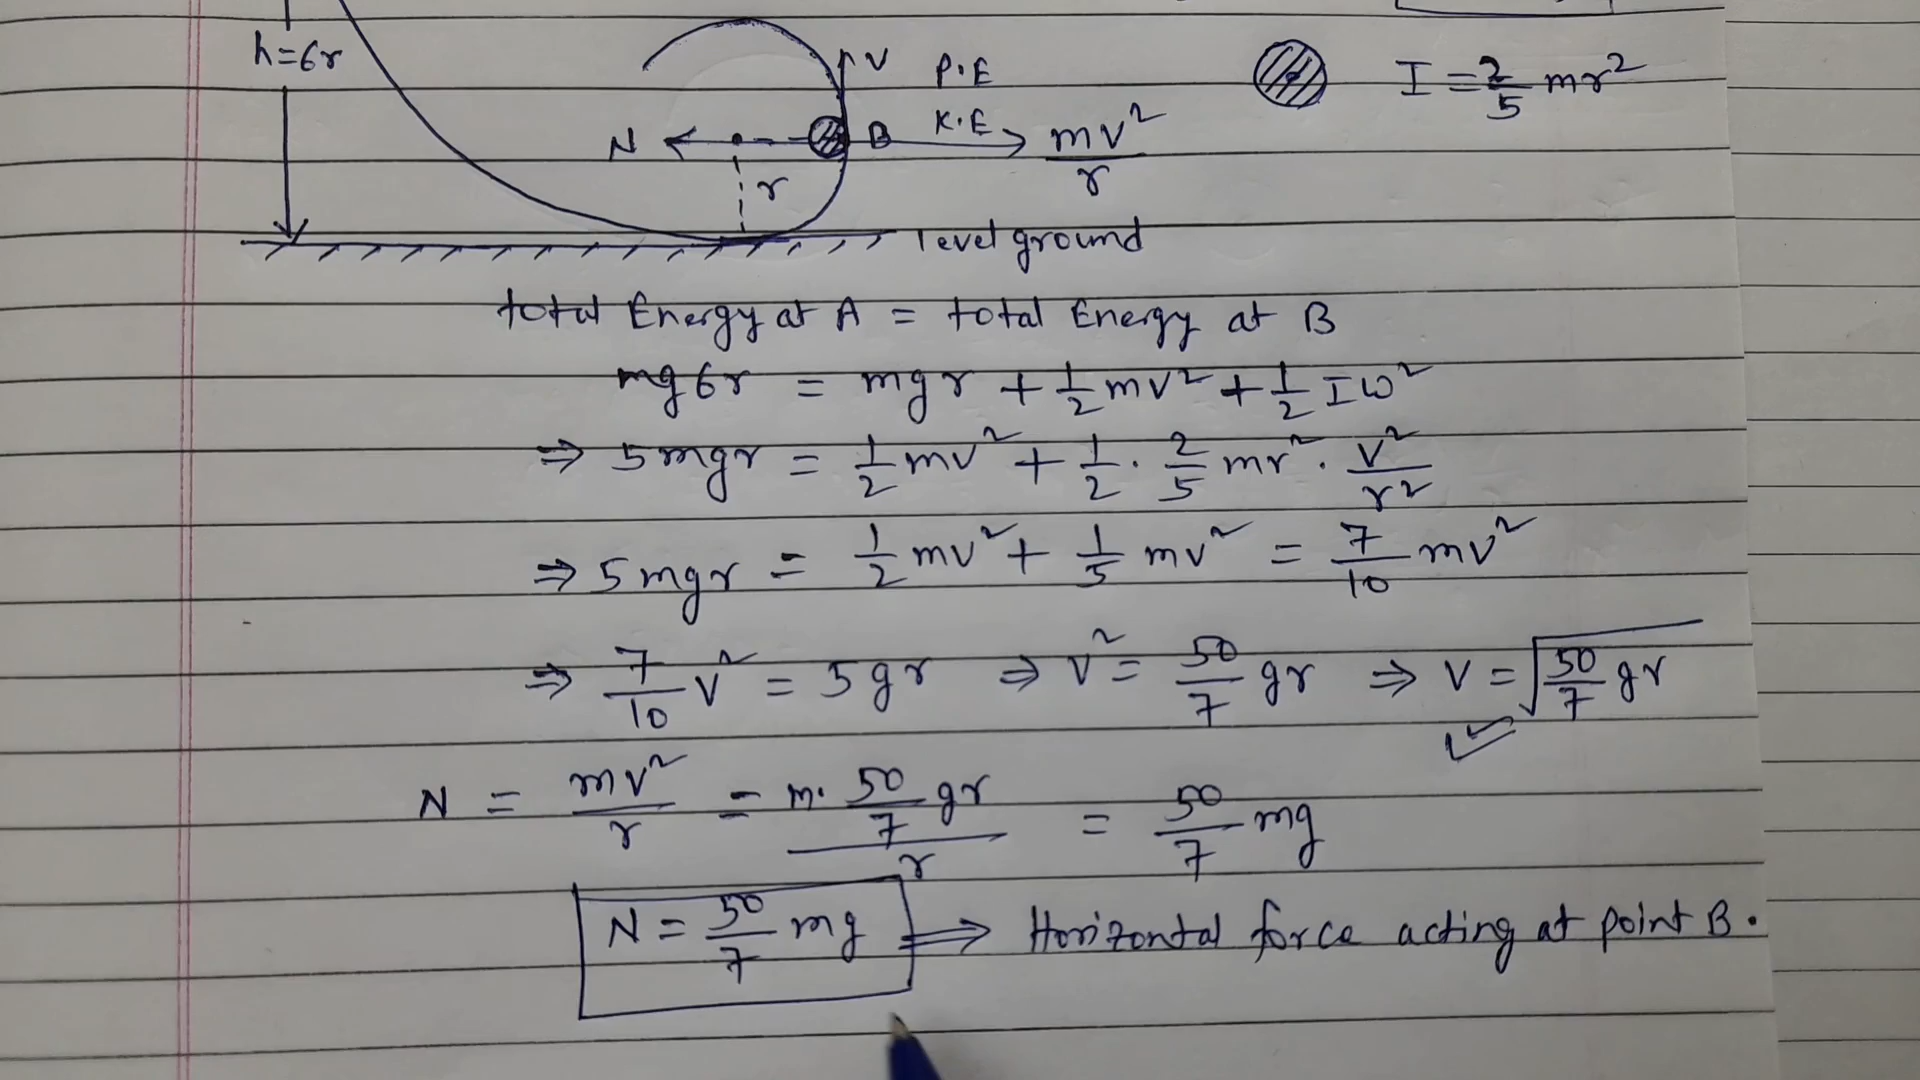 h=6r
V
P.E
K.E
N
B
mv²/r
r
I = 2/5 mr²
level ground
total Energy at A = total Energy at B
mg6r = mgr + 1/2 mv² + 1/2 Iω²
⇒ 5mgr = 1/2 mv² + 1/2 · 2/5 mr² · v²/r²
⇒ 5mgr = 1/2 mv² + 1/5 mv² = 7/10 mv²
⇒ 7/10 v² = 5gr ⇒ v² = 50/7 gr ⇒ v = √(50/7 gr)
N = mv²/r = m· 50/7 gr / r = 50/7 mg
N = 50/7 mg ⇒ Horizontal force acting at point B.